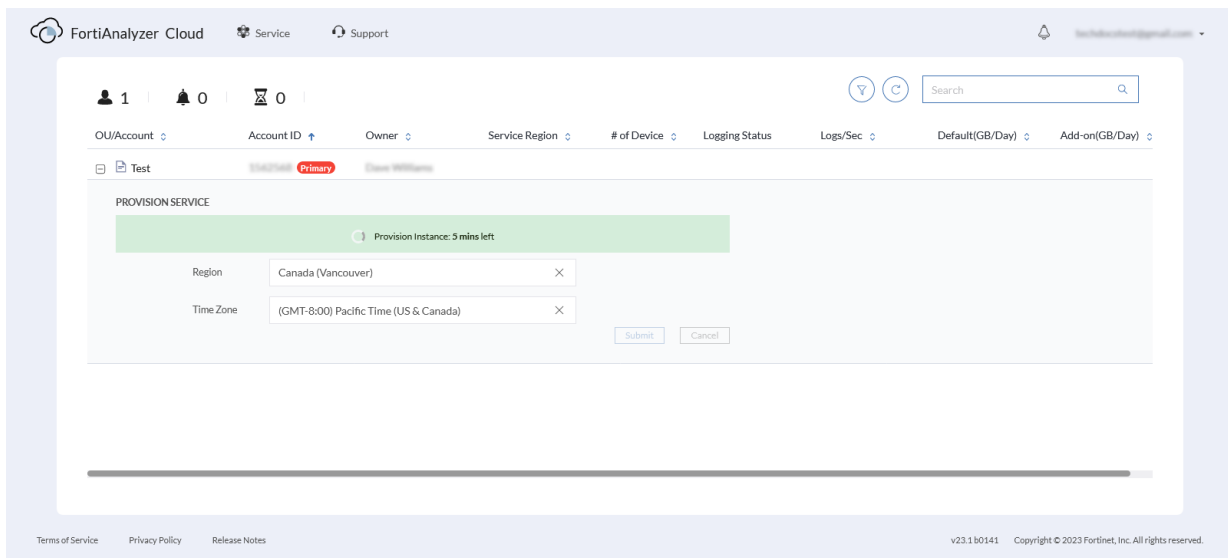 FortiAnalyzer Cloud Service Support
1 0 0 Search
OU/Account Account ID Owner Service Region # of Device Logging Status Logs/Sec Default(GB/Day) Add-on(GB/Day)
Test Primary
PROVISION SERVICE
Provision Instance: 5 mins left
Region Canada (Vancouver)
Time Zone (GMT-8:00) Pacific Time (US & Canada)
Submit Cancel
Terms of Service Privacy Policy Release Notes v23.1 b0141 Copyright © 2023 Fortinet, Inc. All rights reserved.